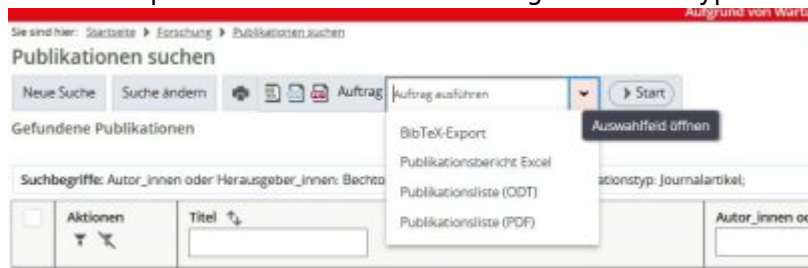 Aufgrund von Wartu
Sie sind hier: Startseite Forschung Publikationen suchen
Publikationen suchen
Neue Suche Suche ändern Auftrag Auftrag ausführen Start
Auswahlfeld öffnen
Gefundene Publikationen
BibTeX-Export
Publikationsbericht Excel
Publikationsliste (ODT)
Publikationsliste (PDF)
Suchbegriffe: Autor_innen oder Herausgeber_innen: Bechto ationstyp: Journalartikel;
Aktionen Titel Autor_innen od